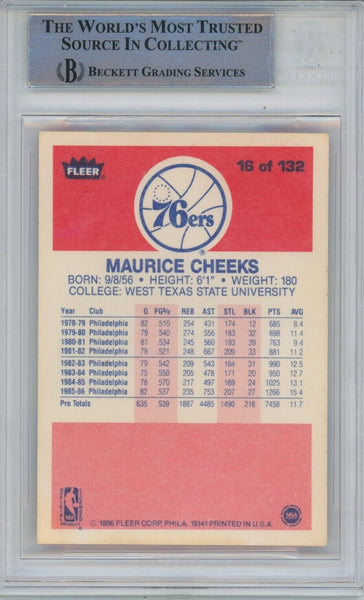 THE WORLD'S MOST TRUSTED
SOURCE IN COLLECTING™
BECKETT GRADING SERVICES
FLEER
16 of 132
76ers
®
MAURICE CHEEKS
BORN: 9/8/56 • HEIGHT: 6'1" • WEIGHT: 180
COLLEGE: WEST TEXAS STATE UNIVERSITY
Year Club G FG% REB AST STL BLK PTS AVG
1978-79 Philadelphia 82 .510 254 431 174 12 685 8.4
1979-80 Philadelphia 79 .540 274 556 183 32 898 11.4
1980-81 Philadelphia 81 .534 245 560 193 39 763 9.4
1981-82 Philadelphia 79 .521 248 667 209 33 881 11.2
1982-83 Philadelphia 79 .542 209 543 184 31 990 12.5
1983-84 Philadelphia 75 .550 205 478 171 20 950 12.7
1984-85 Philadelphia 78 .570 217 497 169 24 1025 13.1
1985-86 Philadelphia 82 .537 235 753 207 27 1266 15.4
Pro Totals 635 .539 1887 4485 1490 218 7458 11.7
© 1986 FLEER CORP. PHILA. 19141 PRINTED IN U.S.A.